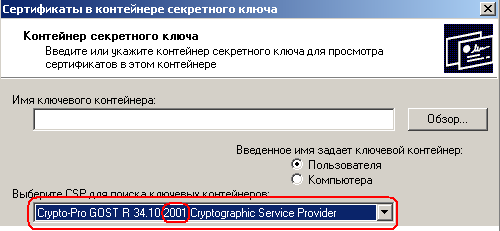 Сертификаты в контейнере секретного ключа
Контейнер секретного ключа
Введите или укажите контейнер секретного ключа для просмотра
сертификатов в этом контейнере
Имя ключевого контейнера:
Обзор...
Введенное имя задает ключевой контейнер:
Пользователя
Компьютера
Выберите CSP для поиска ключевых контейнеров:
Crypto-Pro GOST R 34.10 2001 Cryptographic Service Provider